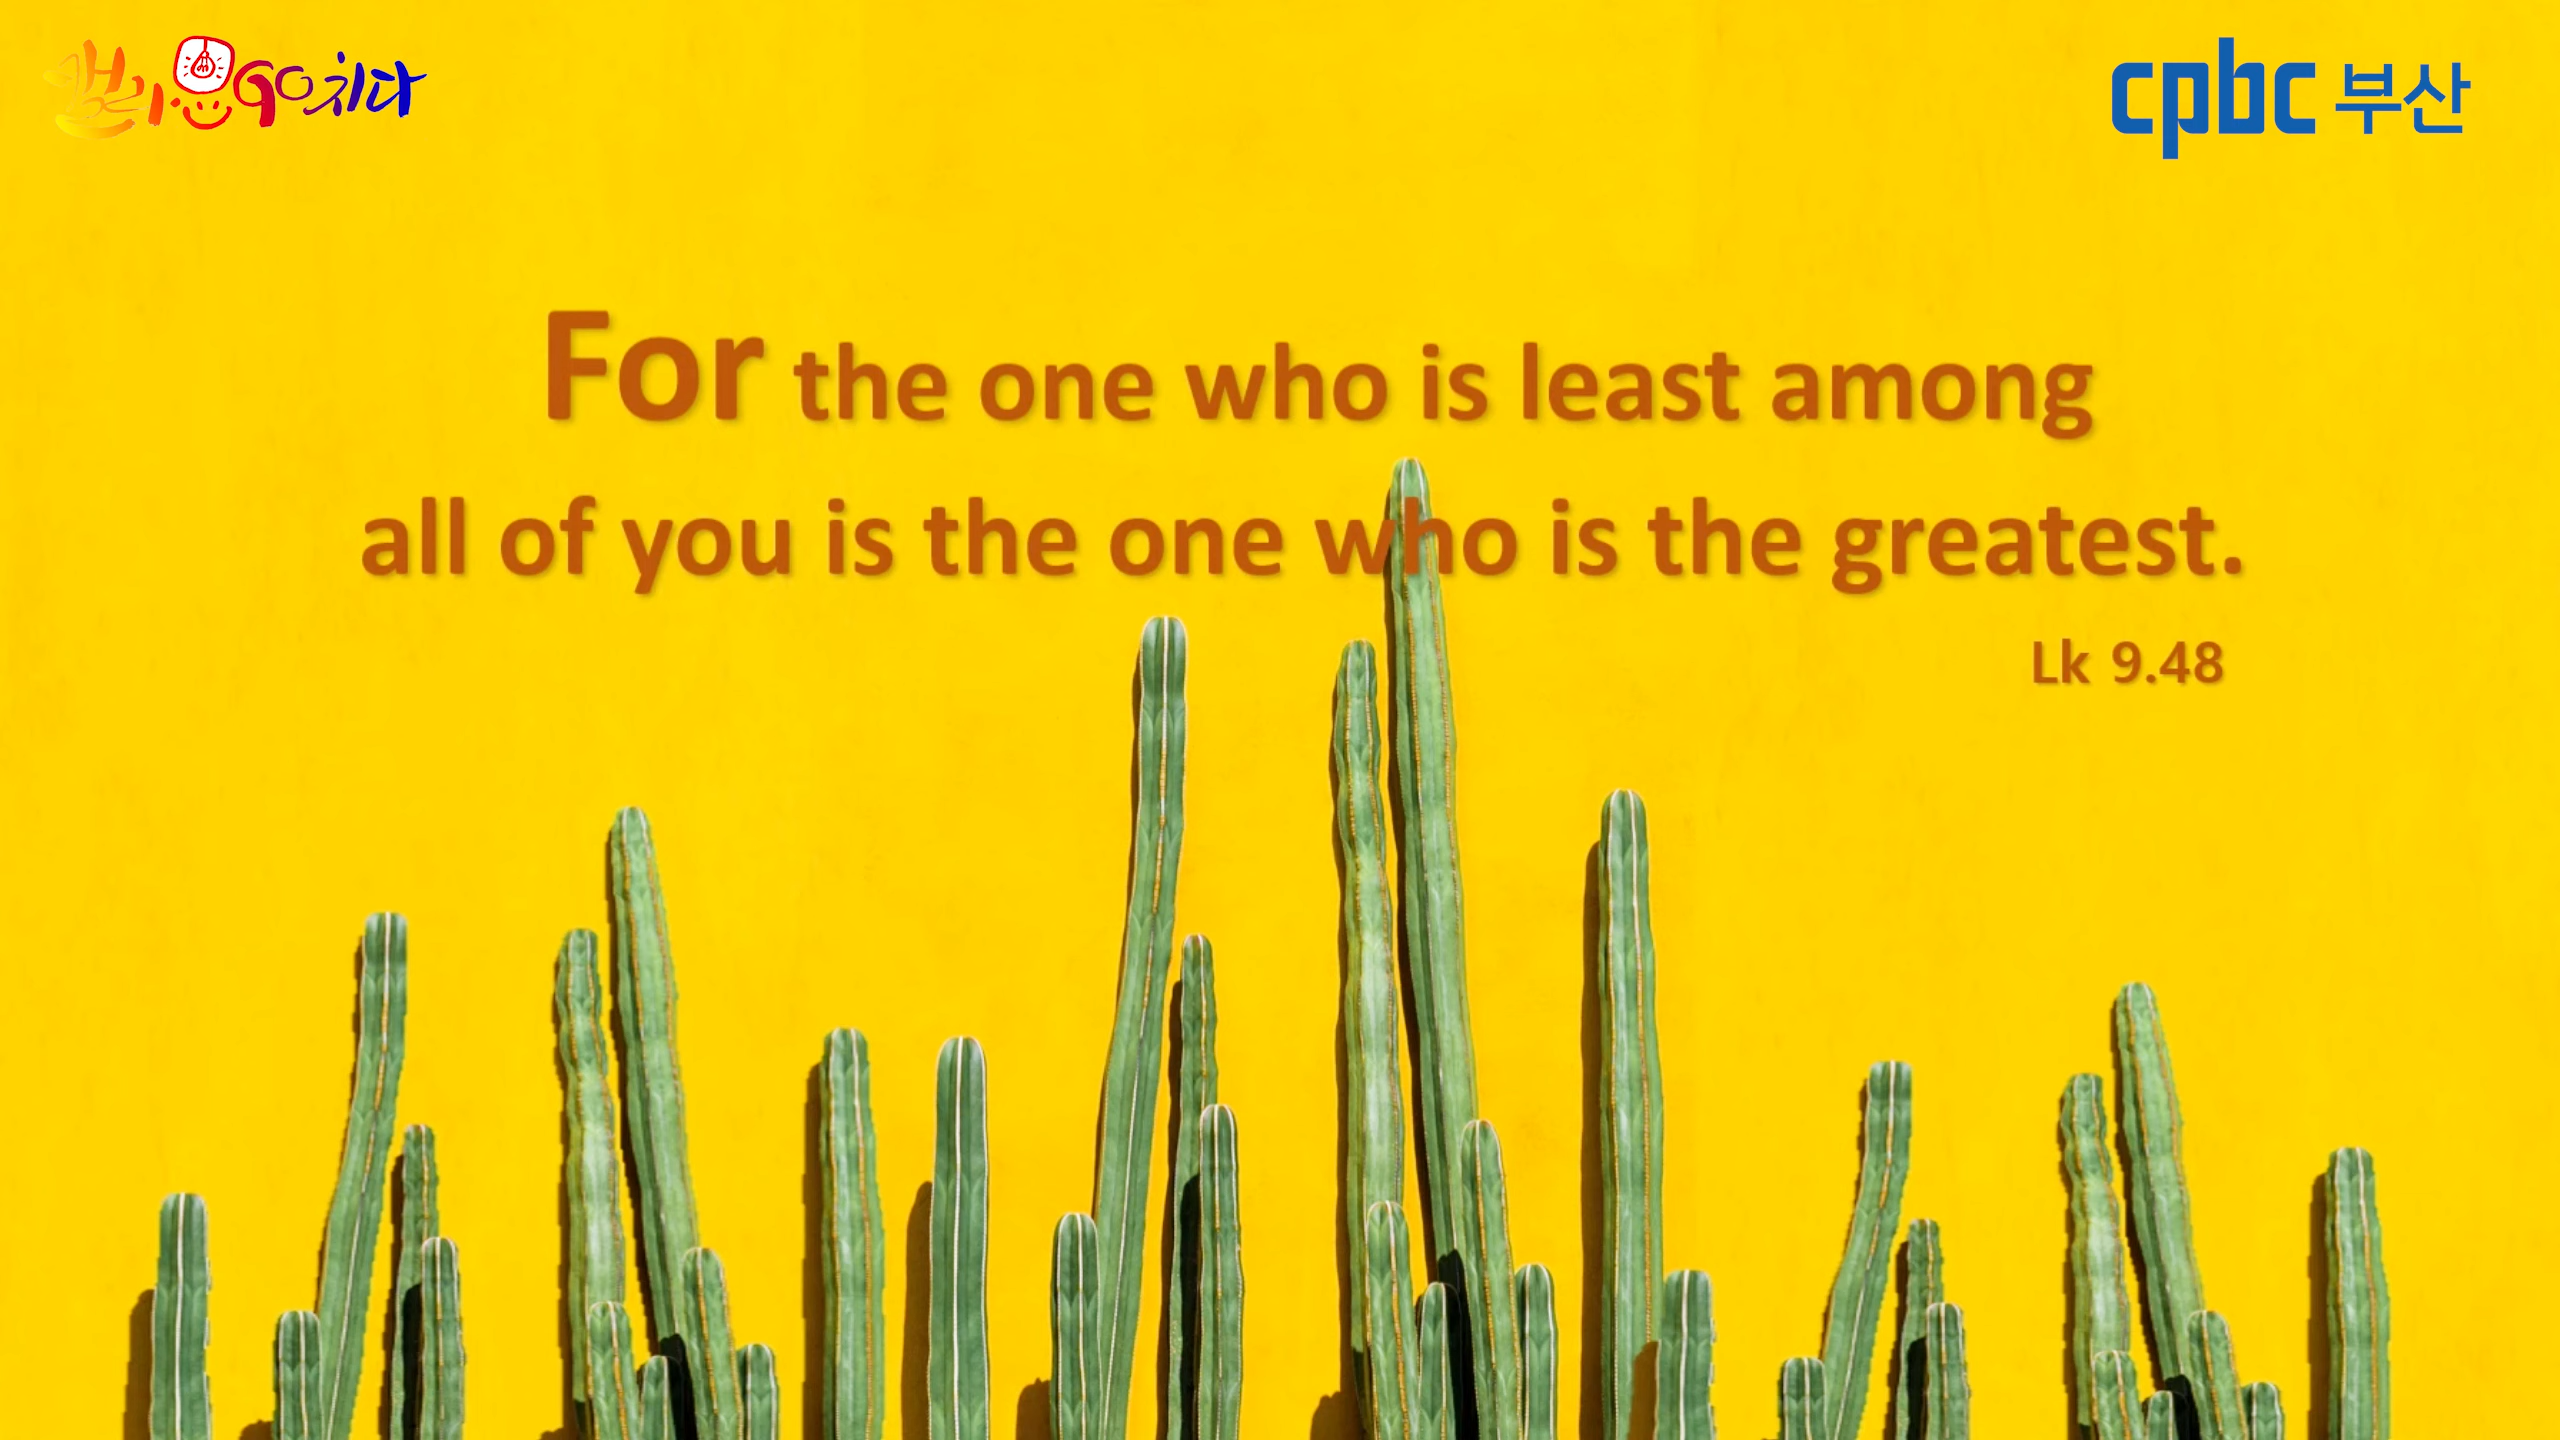 cpbc 부산
For the one who is least among
all of you is the one who is the greatest.
Lk 9.48